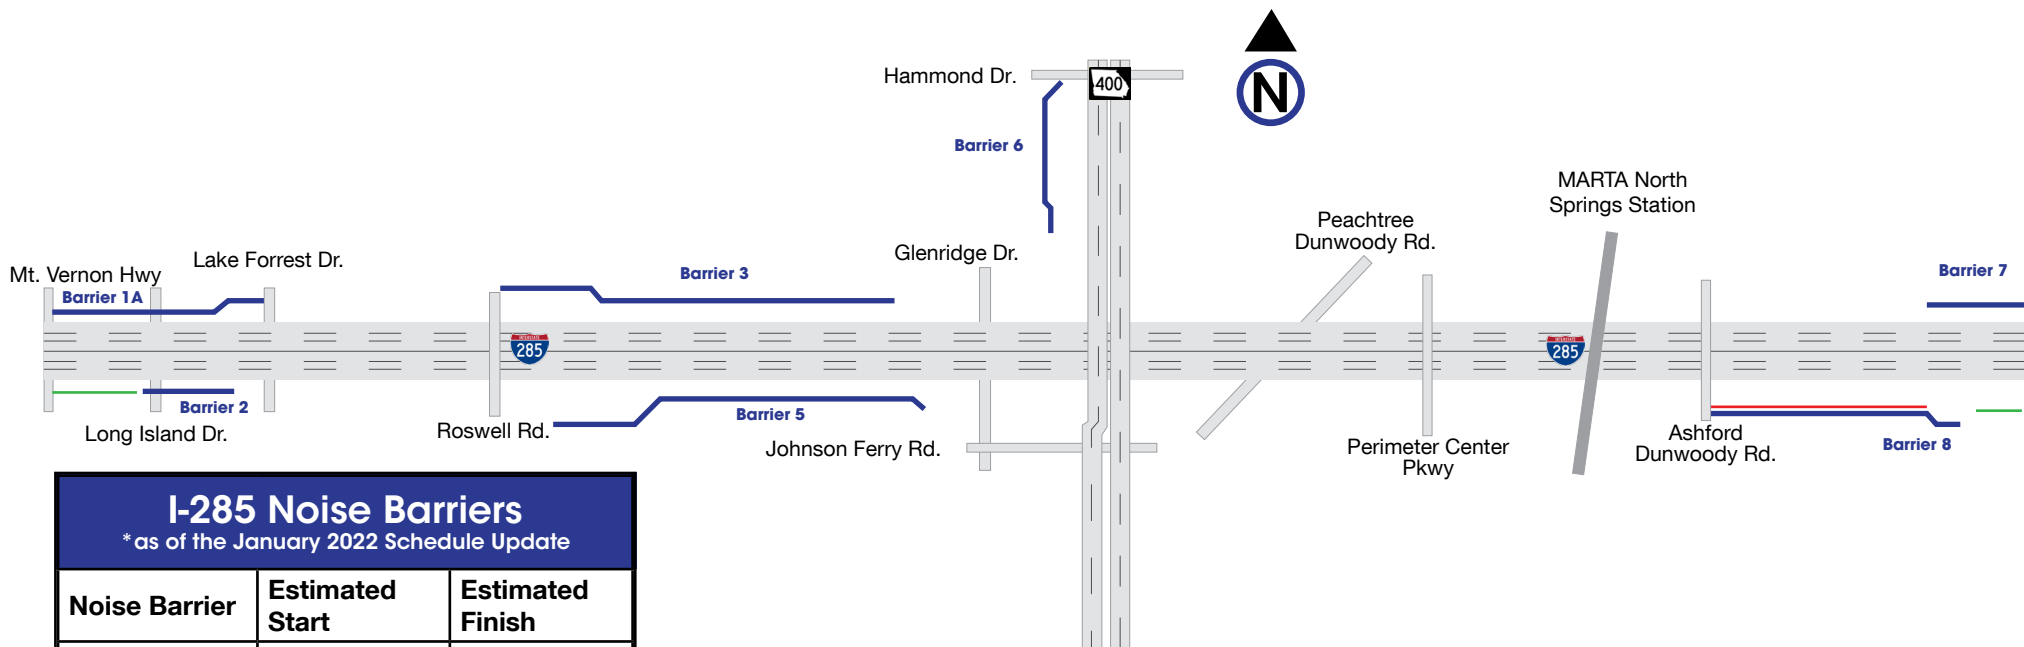 Hammond Dr.
400
N
Barrier 6
MARTA North
Springs Station
Peachtree
Dunwoody Rd.
Glenridge Dr.
Lake Forrest Dr.
Mt. Vernon Hwy
Barrier 1A
Barrier 3
Barrier 7
INTERSTATE
285
INTERSTATE
285
Barrier 2
Long Island Dr.
Roswell Rd.
Barrier 5
Johnson Ferry Rd.
Perimeter Center
Pkwy
Ashford
Dunwoody Rd.
Barrier 8
I-285 Noise Barriers
*as of the January 2022 Schedule Update
Noise Barrier
Estimated
Start
Estimated
Finish